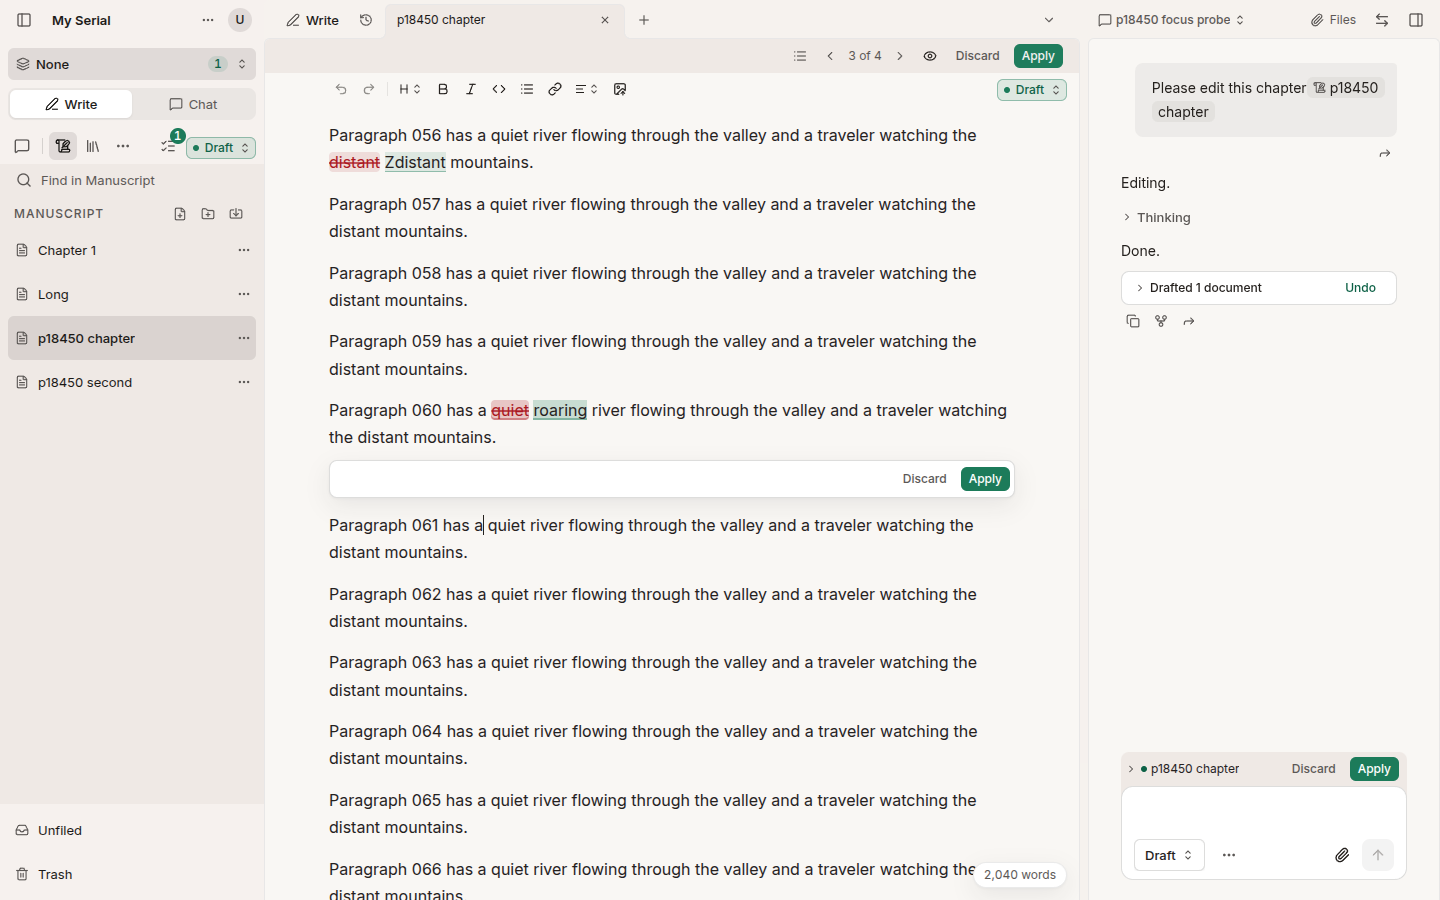 My Serial
U
None
1
Write
Chat
1
Draft
Find in Manuscript
MANUSCRIPT
Chapter 1
Long
p18450 chapter
p18450 second
Unfiled
Trash
Write
p18450 chapter
3 of 4
Discard
Apply
H
B
I
Draft
Paragraph 056 has a quiet river flowing through the valley and a traveler watching the
distant Zdistant mountains.
Paragraph 057 has a quiet river flowing through the valley and a traveler watching the
distant mountains.
Paragraph 058 has a quiet river flowing through the valley and a traveler watching the
distant mountains.
Paragraph 059 has a quiet river flowing through the valley and a traveler watching the
distant mountains.
Paragraph 060 has a quiet roaring river flowing through the valley and a traveler watching
the distant mountains.
Discard
Apply
Paragraph 061 has a quiet river flowing through the valley and a traveler watching the
distant mountains.
Paragraph 062 has a quiet river flowing through the valley and a traveler watching the
distant mountains.
Paragraph 063 has a quiet river flowing through the valley and a traveler watching the
distant mountains.
Paragraph 064 has a quiet river flowing through the valley and a traveler watching the
distant mountains.
Paragraph 065 has a quiet river flowing through the valley and a traveler watching the
distant mountains.
Paragraph 066 has a quiet river flowing through the valley and a traveler watching the
distant mountains.
2,040 words
p18450 focus probe
Files
Please edit this chapter p18450
chapter
Editing.
Thinking
Done.
Drafted 1 document
Undo
p18450 chapter
Discard
Apply
Draft